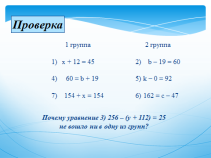 Проверка
1 группа 2 группа
1) x + 12 = 45 2) b – 19 = 60
4) 60 = b + 19 5) k – 0 = 92
7) 154 + x = 154 6) 162 = c – 47
Почему уравнение 3) 256 – (y + 112) = 25
не вошло ни в одну из групп?